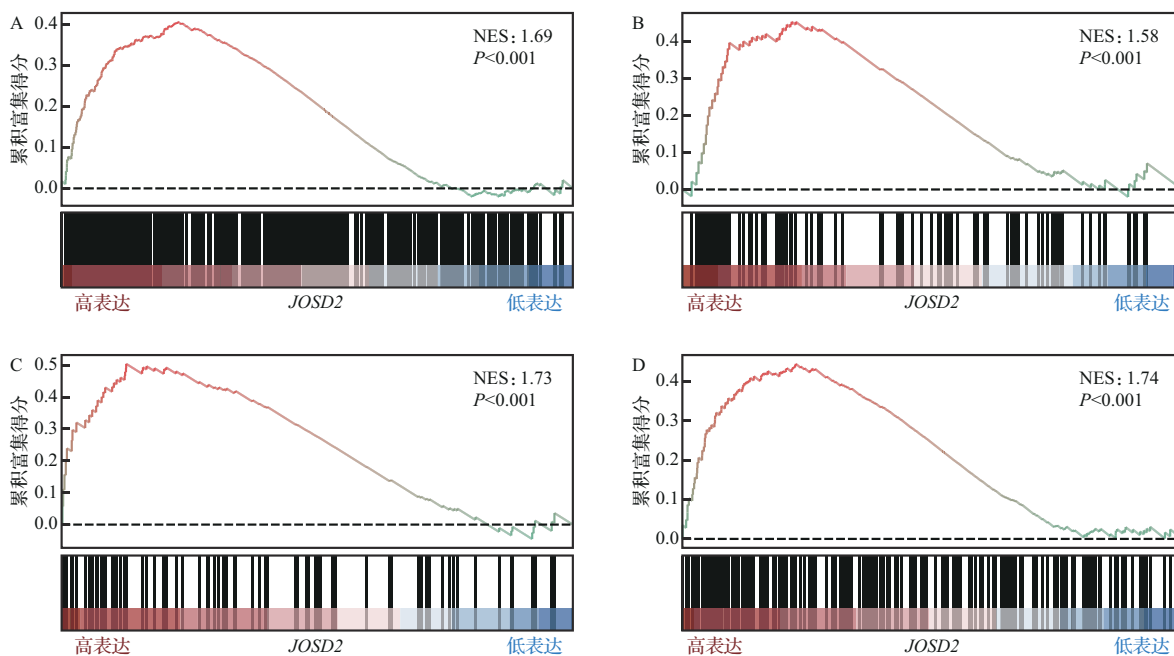 A
累积富集得分
0.4
0.3
0.2
0.1
0.0
NES：1.69
P<0.001
高表达
JOSD2
低表达
B
累积富集得分
0.4
0.3
0.2
0.1
0.0
NES：1.58
P<0.001
高表达
JOSD2
低表达
C
累积富集得分
0.5
0.4
0.3
0.2
0.1
0.0
NES：1.73
P<0.001
高表达
JOSD2
低表达
D
累积富集得分
0.4
0.3
0.2
0.1
0.0
NES：1.74
P<0.001
高表达
JOSD2
低表达